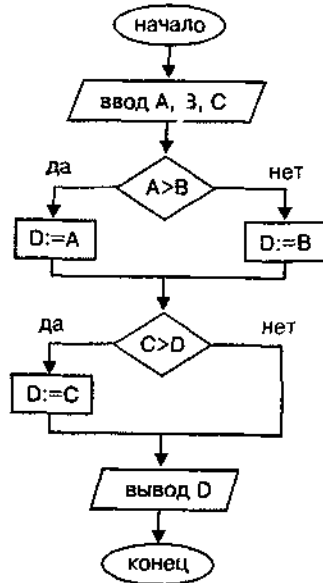 начало
ввод A, B, C
да
A>B
нет
D:=A
D:=B
да
C>D
нет
D:=C
вывод D
конец